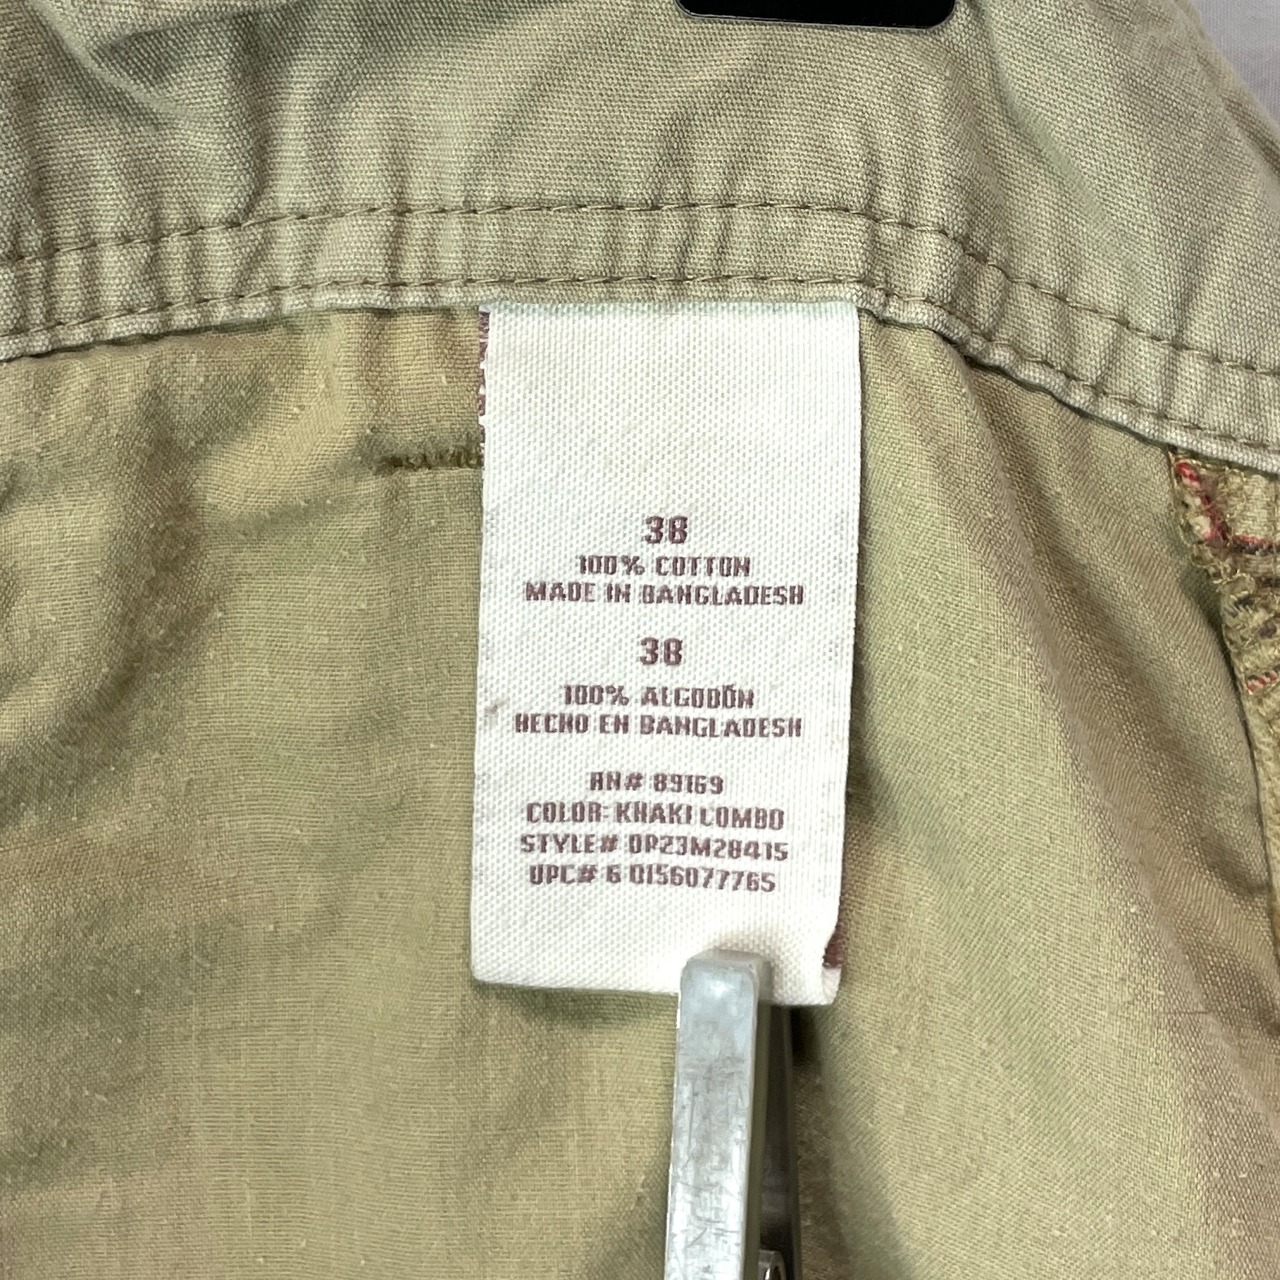 38
100% COTTON
MADE IN BANGLADESH
38
100% ALGODÓN
HECHO EN BANGLADESH
RN# 89169
COLOR: KHAKI COMBO
STYLE# DP23M28415
UPC# 6 0156077765